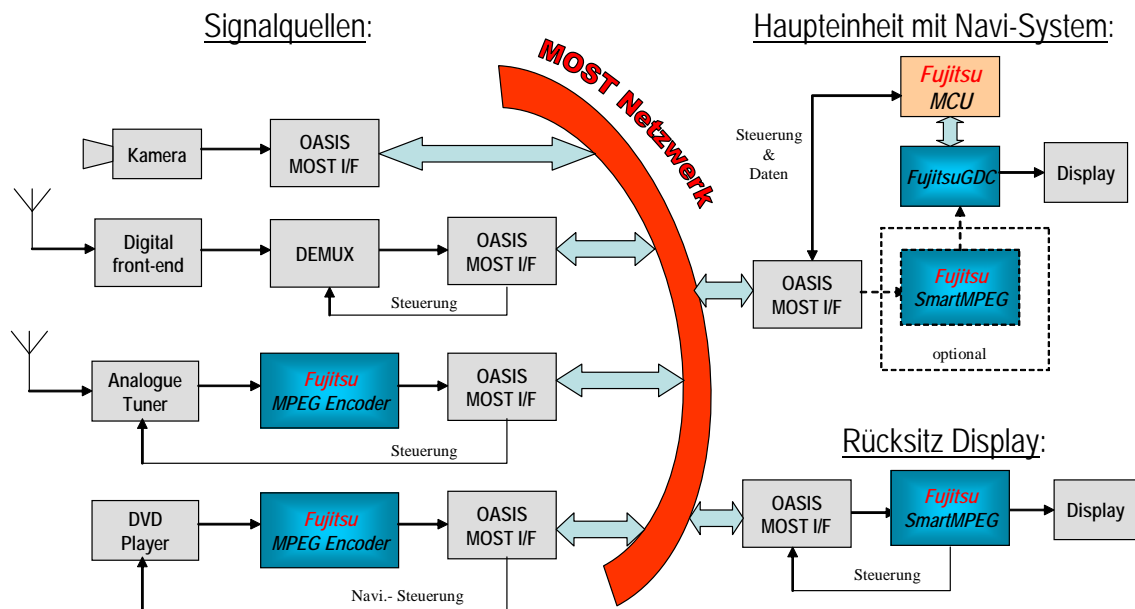 Signalquellen:
Haupteinheit mit Navi-System:
MOST Netzwerk
Kamera
OASIS
MOST I/F
Digital
front-end
DEMUX
OASIS
MOST I/F
Steuerung
Analogue
Tuner
Fujitsu
MPEG Encoder
OASIS
MOST I/F
Steuerung
DVD
Player
Fujitsu
MPEG Encoder
OASIS
MOST I/F
Navi.- Steuerung
Fujitsu
MCU
Steuerung
&
Daten
FujitsuGDC
Display
OASIS
MOST I/F
Fujitsu
SmartMPEG
optional
Rücksitz Display:
OASIS
MOST I/F
Fujitsu
SmartMPEG
Display
Steuerung